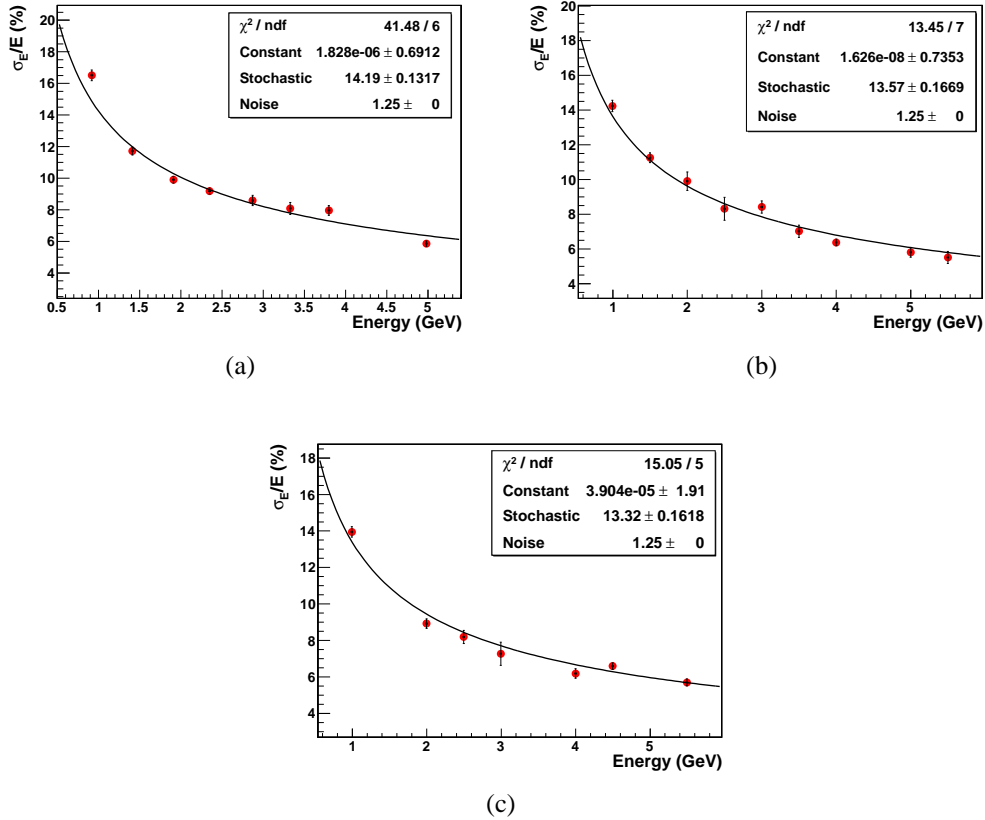 σE/E (%)
20
18
16
14
12
10
8
6
4
χ² / ndf 41.48 / 6
Constant 1.828e-06 ± 0.6912
Stochastic 14.19 ± 0.1317
Noise 1.25 ± 0
0.5 1 1.5 2 2.5 3 3.5 4 4.5 5
Energy (GeV)
(a)
σE/E (%)
20
18
16
14
12
10
8
6
4
χ² / ndf 13.45 / 7
Constant 1.626e-08 ± 0.7353
Stochastic 13.57 ± 0.1669
Noise 1.25 ± 0
1 2 3 4 5
Energy (GeV)
(b)
σE/E (%)
18
16
14
12
10
8
6
4
χ² / ndf 15.05 / 5
Constant 3.904e-05 ± 1.91
Stochastic 13.32 ± 0.1618
Noise 1.25 ± 0
1 2 3 4 5
Energy (GeV)
(c)